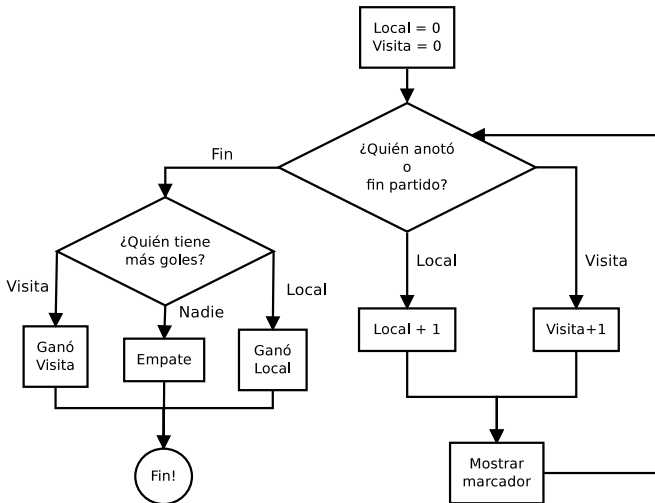 Local = 0
Visita = 0
¿Quién anotó
o
fin partido?
Fin
¿Quién tiene
más goles?
Local
Visita
Visita
Nadie
Local
Local + 1
Visita+1
Ganó
Visita
Empate
Ganó
Local
Mostrar
marcador
Fin!